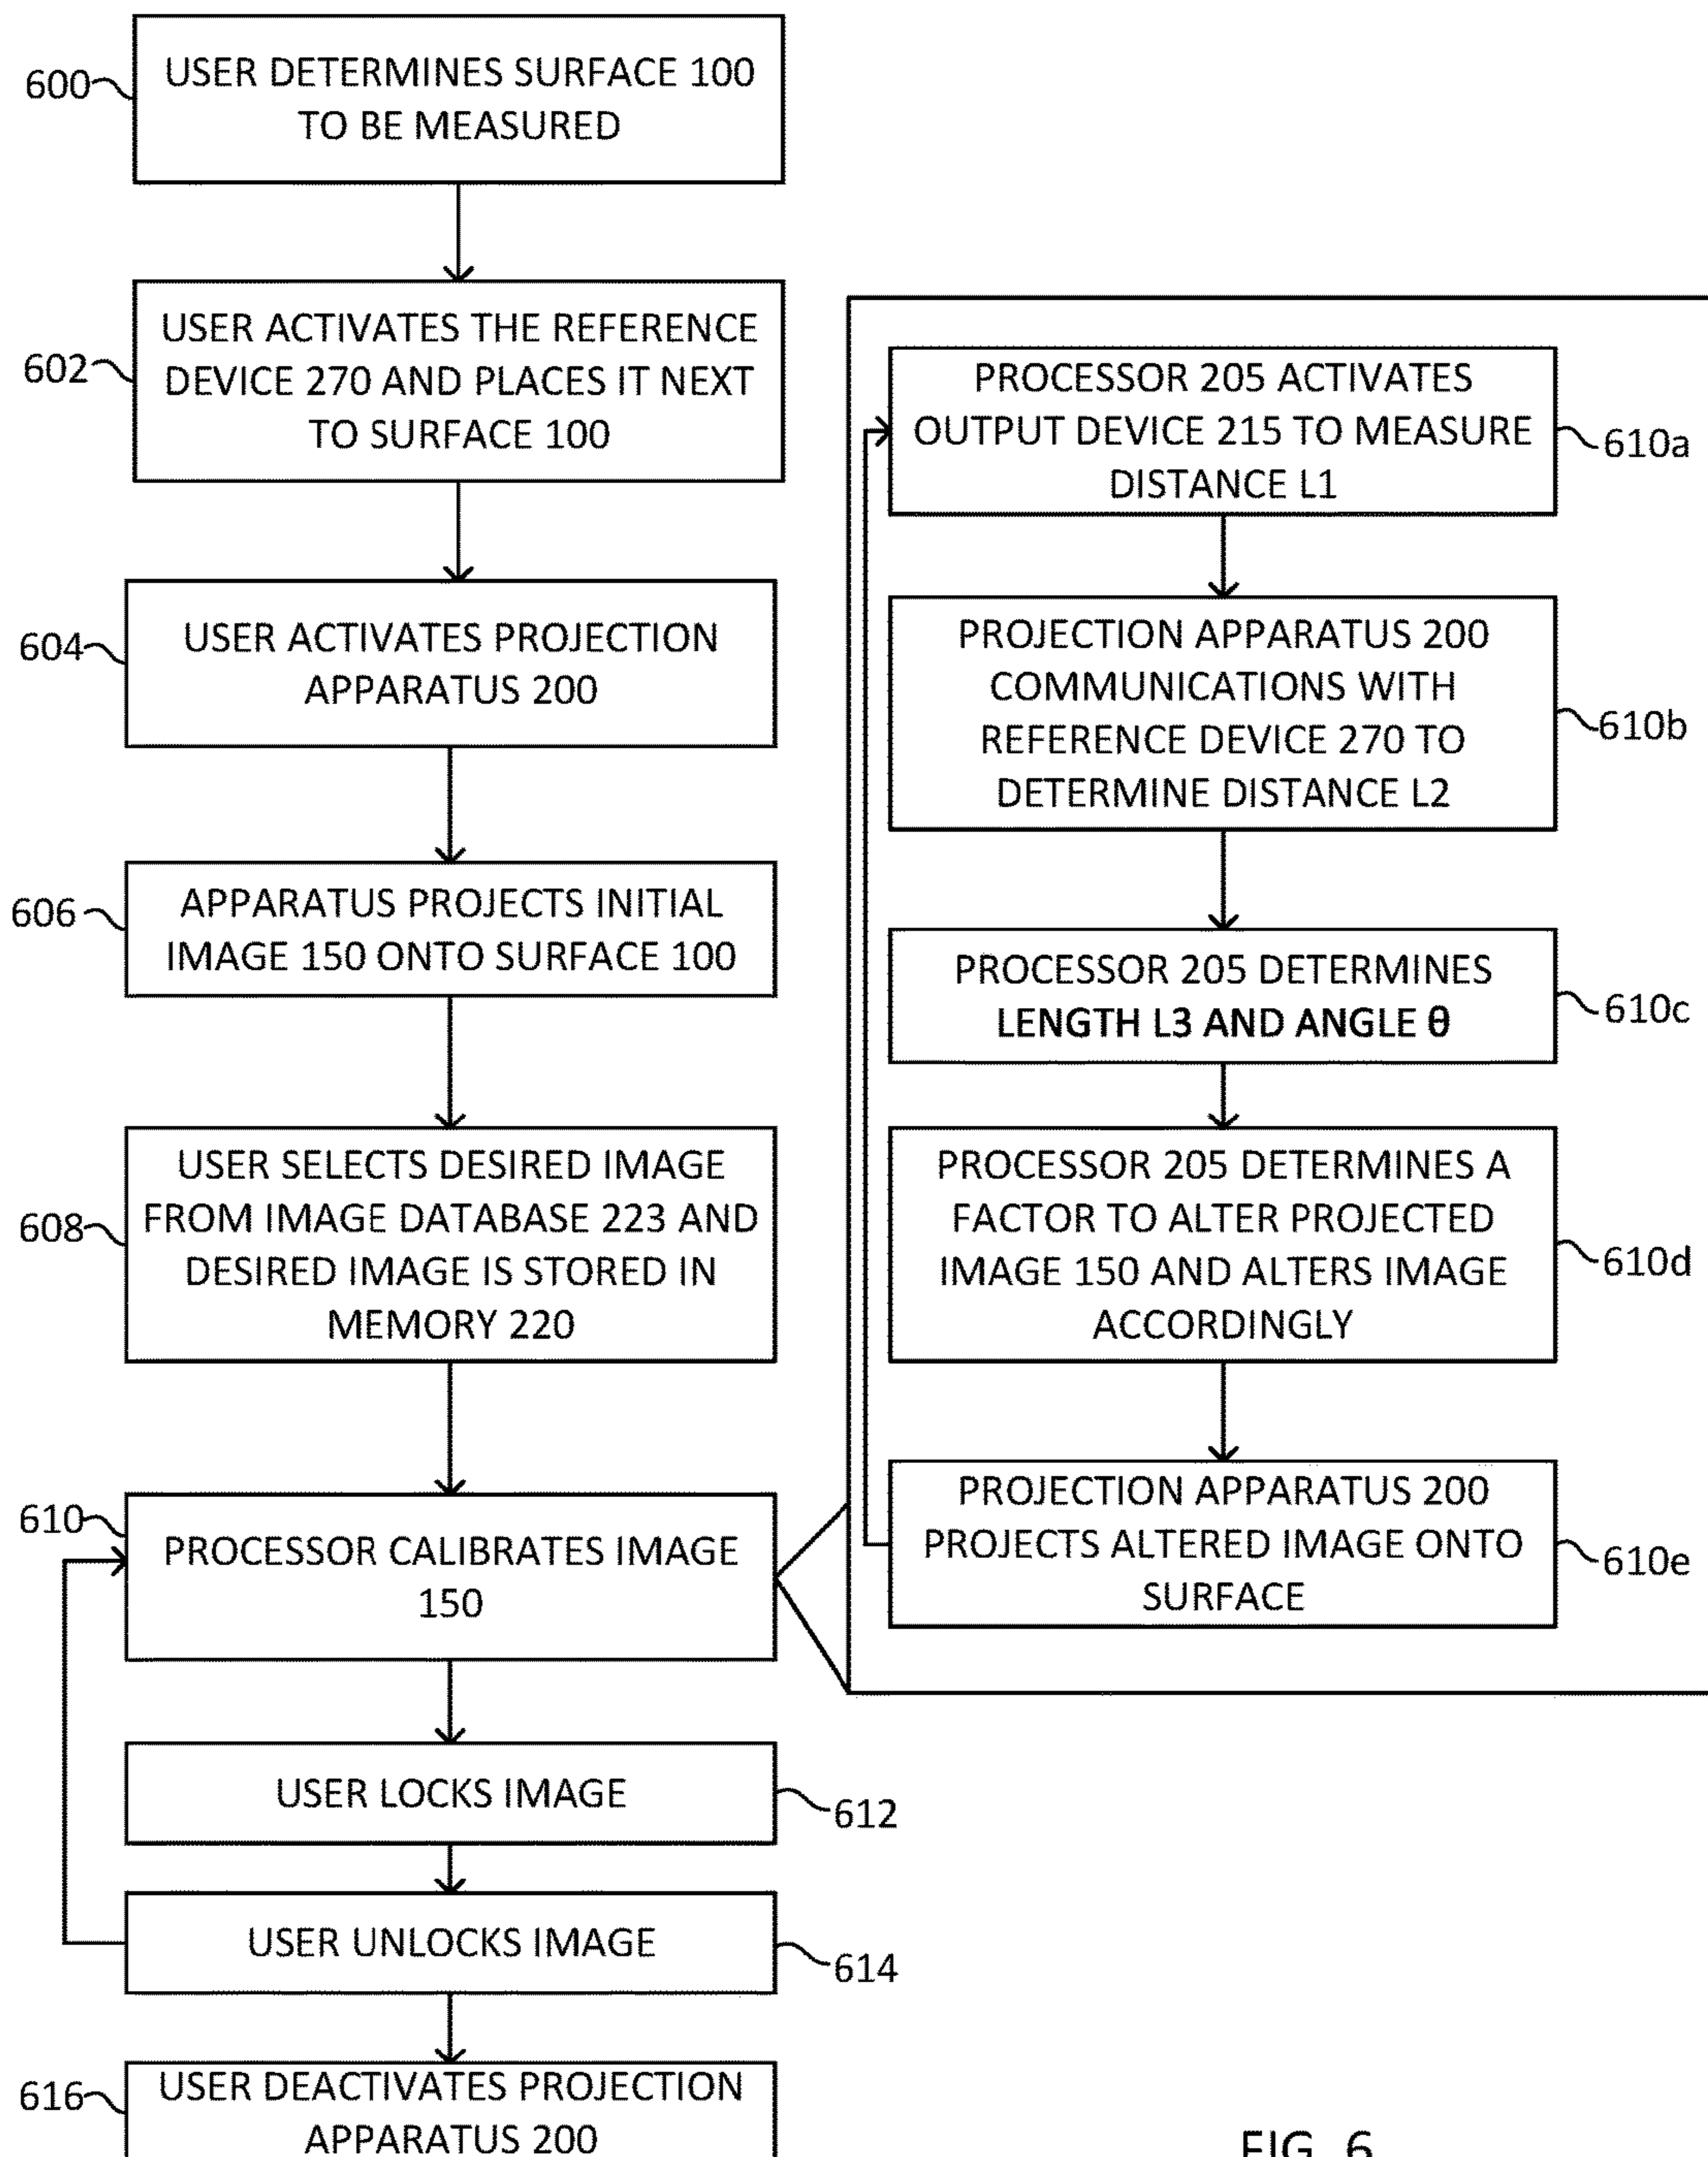 600
USER DETERMINES SURFACE 100
TO BE MEASURED
602
USER ACTIVATES THE REFERENCE
DEVICE 270 AND PLACES IT NEXT
TO SURFACE 100
604
USER ACTIVATES PROJECTION
APPARATUS 200
606
APPARATUS PROJECTS INITIAL
IMAGE 150 ONTO SURFACE 100
608
USER SELECTS DESIRED IMAGE
FROM IMAGE DATABASE 223 AND
DESIRED IMAGE IS STORED IN
MEMORY 220
610
PROCESSOR CALIBRATES IMAGE
150
USER LOCKS IMAGE
612
USER UNLOCKS IMAGE
614
616
USER DEACTIVATES PROJECTION
APPARATUS 200
PROCESSOR 205 ACTIVATES
OUTPUT DEVICE 215 TO MEASURE
DISTANCE L1
610a
PROJECTION APPARATUS 200
COMMUNICATIONS WITH
REFERENCE DEVICE 270 TO
DETERMINE DISTANCE L2
610b
PROCESSOR 205 DETERMINES
LENGTH L3 AND ANGLE θ
610c
PROCESSOR 205 DETERMINES A
FACTOR TO ALTER PROJECTED
IMAGE 150 AND ALTERS IMAGE
ACCORDINGLY
610d
PROJECTION APPARATUS 200
PROJECTS ALTERED IMAGE ONTO
SURFACE
610e
FIG. 6